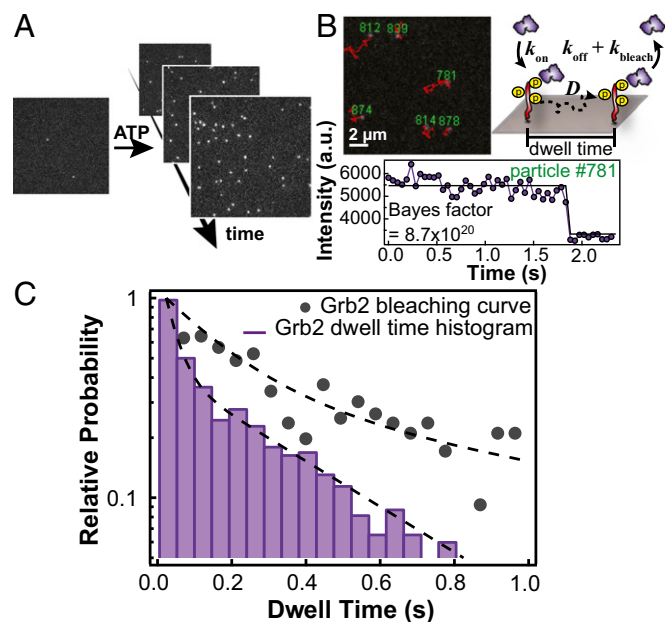 A
ATP
time
B
812
839
781
874
814 878
2 μm
k_on
k_off + k_bleach
P
P
P
D
P
P
P
dwell time
Intensity (a.u.)
6000
5000
4000
particle #781
Bayes factor
= 8.7x10^20
0.0 0.5 1.0 1.5 2.0
Time (s)
C
Relative Probability
1
0.1
Grb2 bleaching curve
Grb2 dwell time histogram
0.0 0.2 0.4 0.6 0.8 1.0
Dwell Time (s)